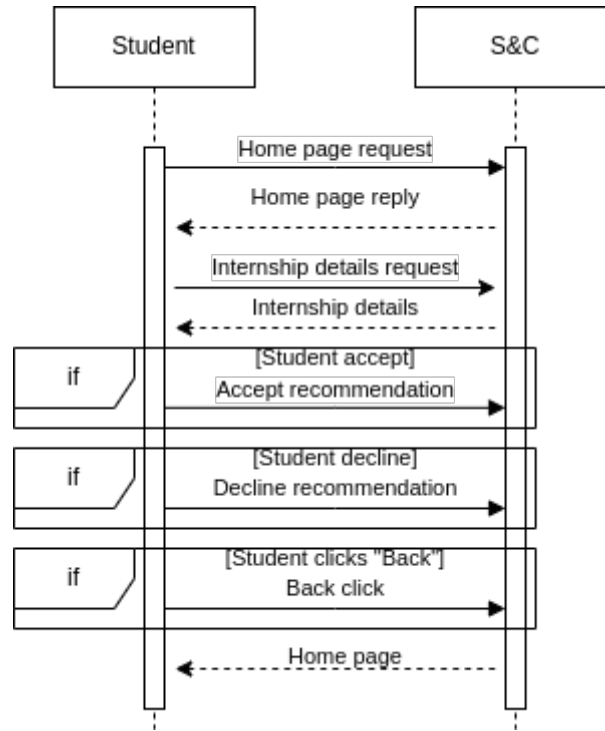 Student
S&C
Home page request
Home page reply
Internship details request
Internship details
if
[Student accept]
Accept recommendation
if
[Student decline]
Decline recommendation
if
[Student clicks "Back"]
Back click
Home page